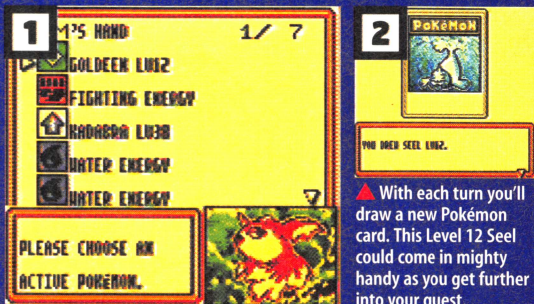 1
M'S HAND 1/ 7
GOLDEEN LV12
FIGHTING ENERGY
KADABRA LV38
WATER ENERGY
WATER ENERGY
PLEASE CHOOSE AN
ACTIVE POKéMON.
2
POKéMON
YOU DREW SEEL LV12.
With each turn you'll
draw a new Pokémon
card. This Level 12 Seel
could come in mighty
handy as you get further
into your quest